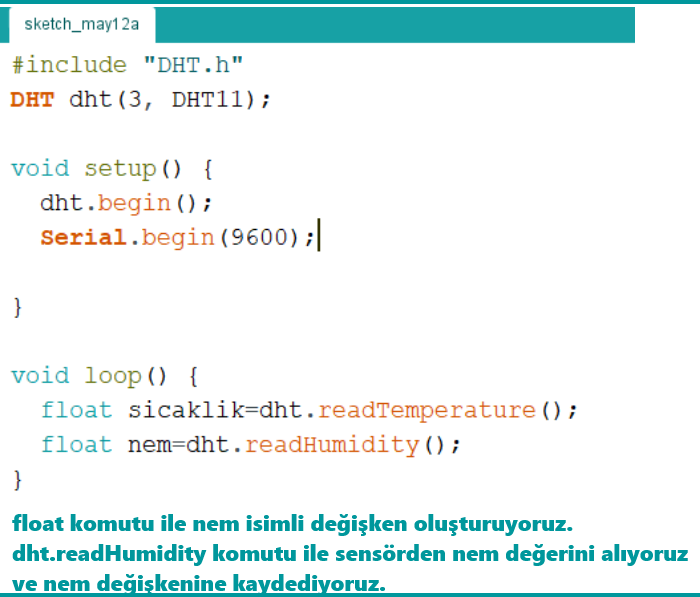 sketch_may12a
#include "DHT.h"
DHT dht(3, DHT11);
void setup() {
dht.begin();
Serial.begin(9600);
}
void loop() {
float sicaklik=dht.readTemperature();
float nem=dht.readHumidity();
}
float komutu ile nem isimli değişken oluşturuyoruz.
dht.readHumidity komutu ile sensörden nem değerini alıyoruz
ve nem değişkenine kaydediyoruz.